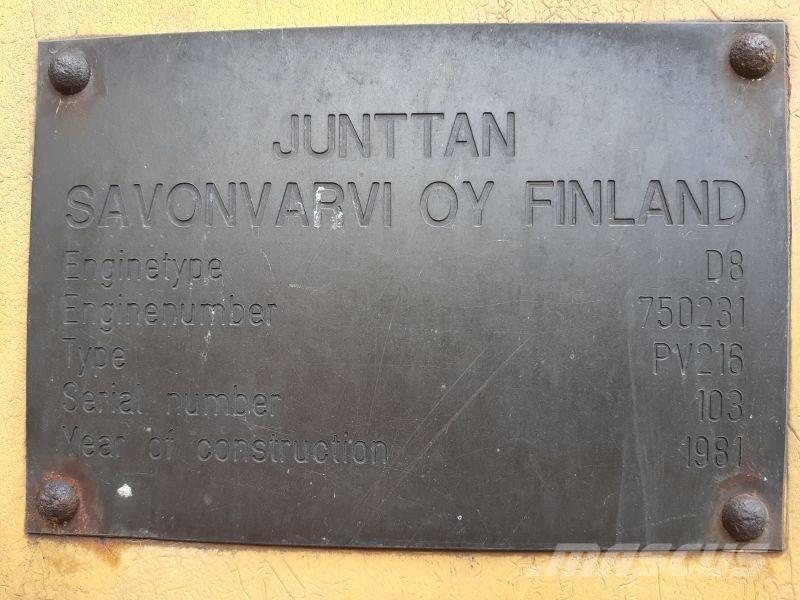 JUNTTAN
SAVONVARVI OY FINLAND
Enginetype D8
Enginenumber 750231
Type PV216
Serial number 103
Year of construction 1981
MASCUS